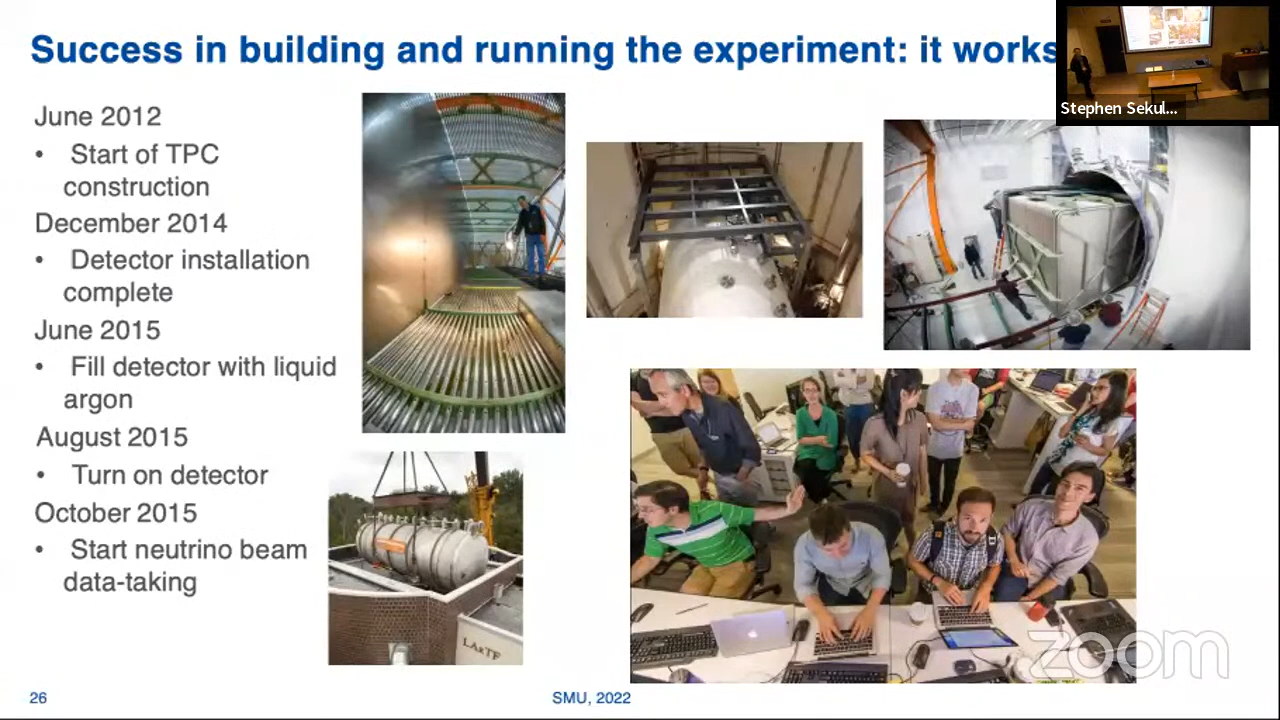 Success in building and running the experiment: it works
Stephen Sekul...
June 2012
• Start of TPC
construction
December 2014
• Detector installation
complete
June 2015
• Fill detector with liquid
argon
August 2015
• Turn on detector
October 2015
• Start neutrino beam
data-taking
LArTF
zoom
26
SMU, 2022